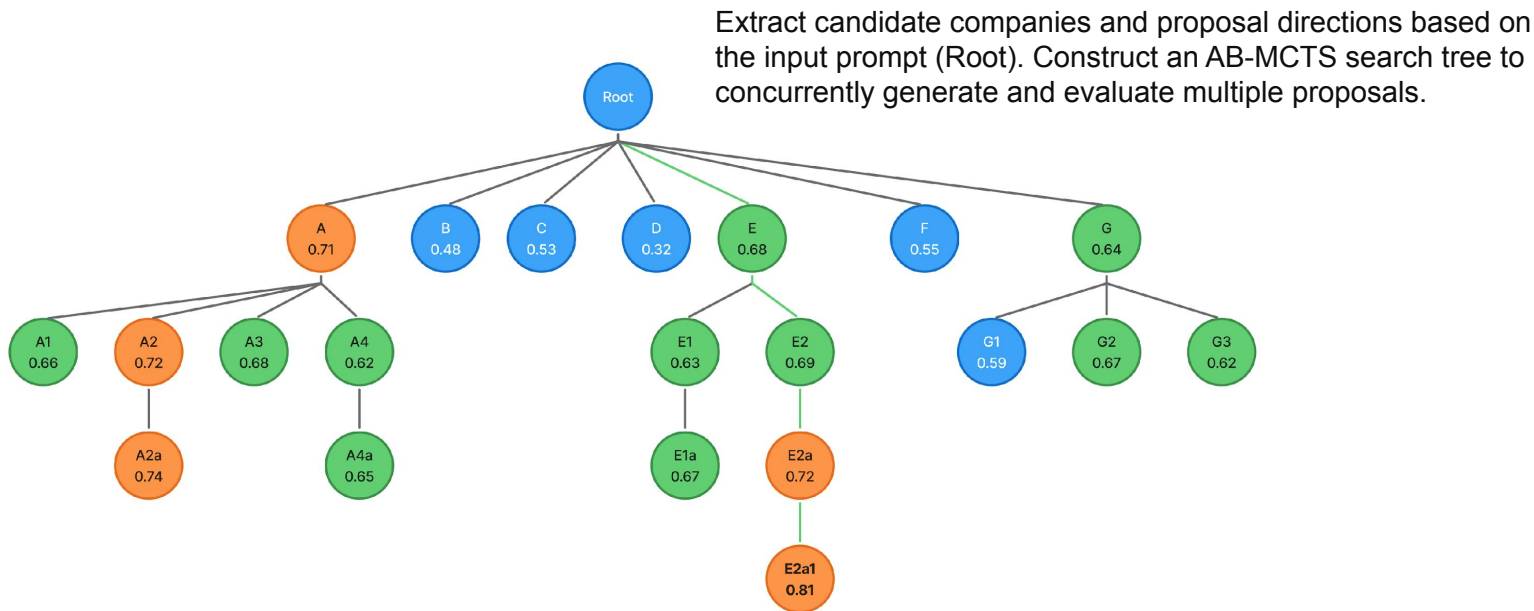 Extract candidate companies and proposal directions based on
the input prompt (Root). Construct an AB-MCTS search tree to
concurrently generate and evaluate multiple proposals.
Root
A
0.71
B
0.48
C
0.53
D
0.32
E
0.68
F
0.55
G
0.64
A1
0.66
A2
0.72
A3
0.68
A4
0.62
E1
0.63
E2
0.69
G1
0.59
G2
0.67
G3
0.62
A2a
0.74
A4a
0.65
E1a
0.67
E2a
0.72
E2a1
0.81